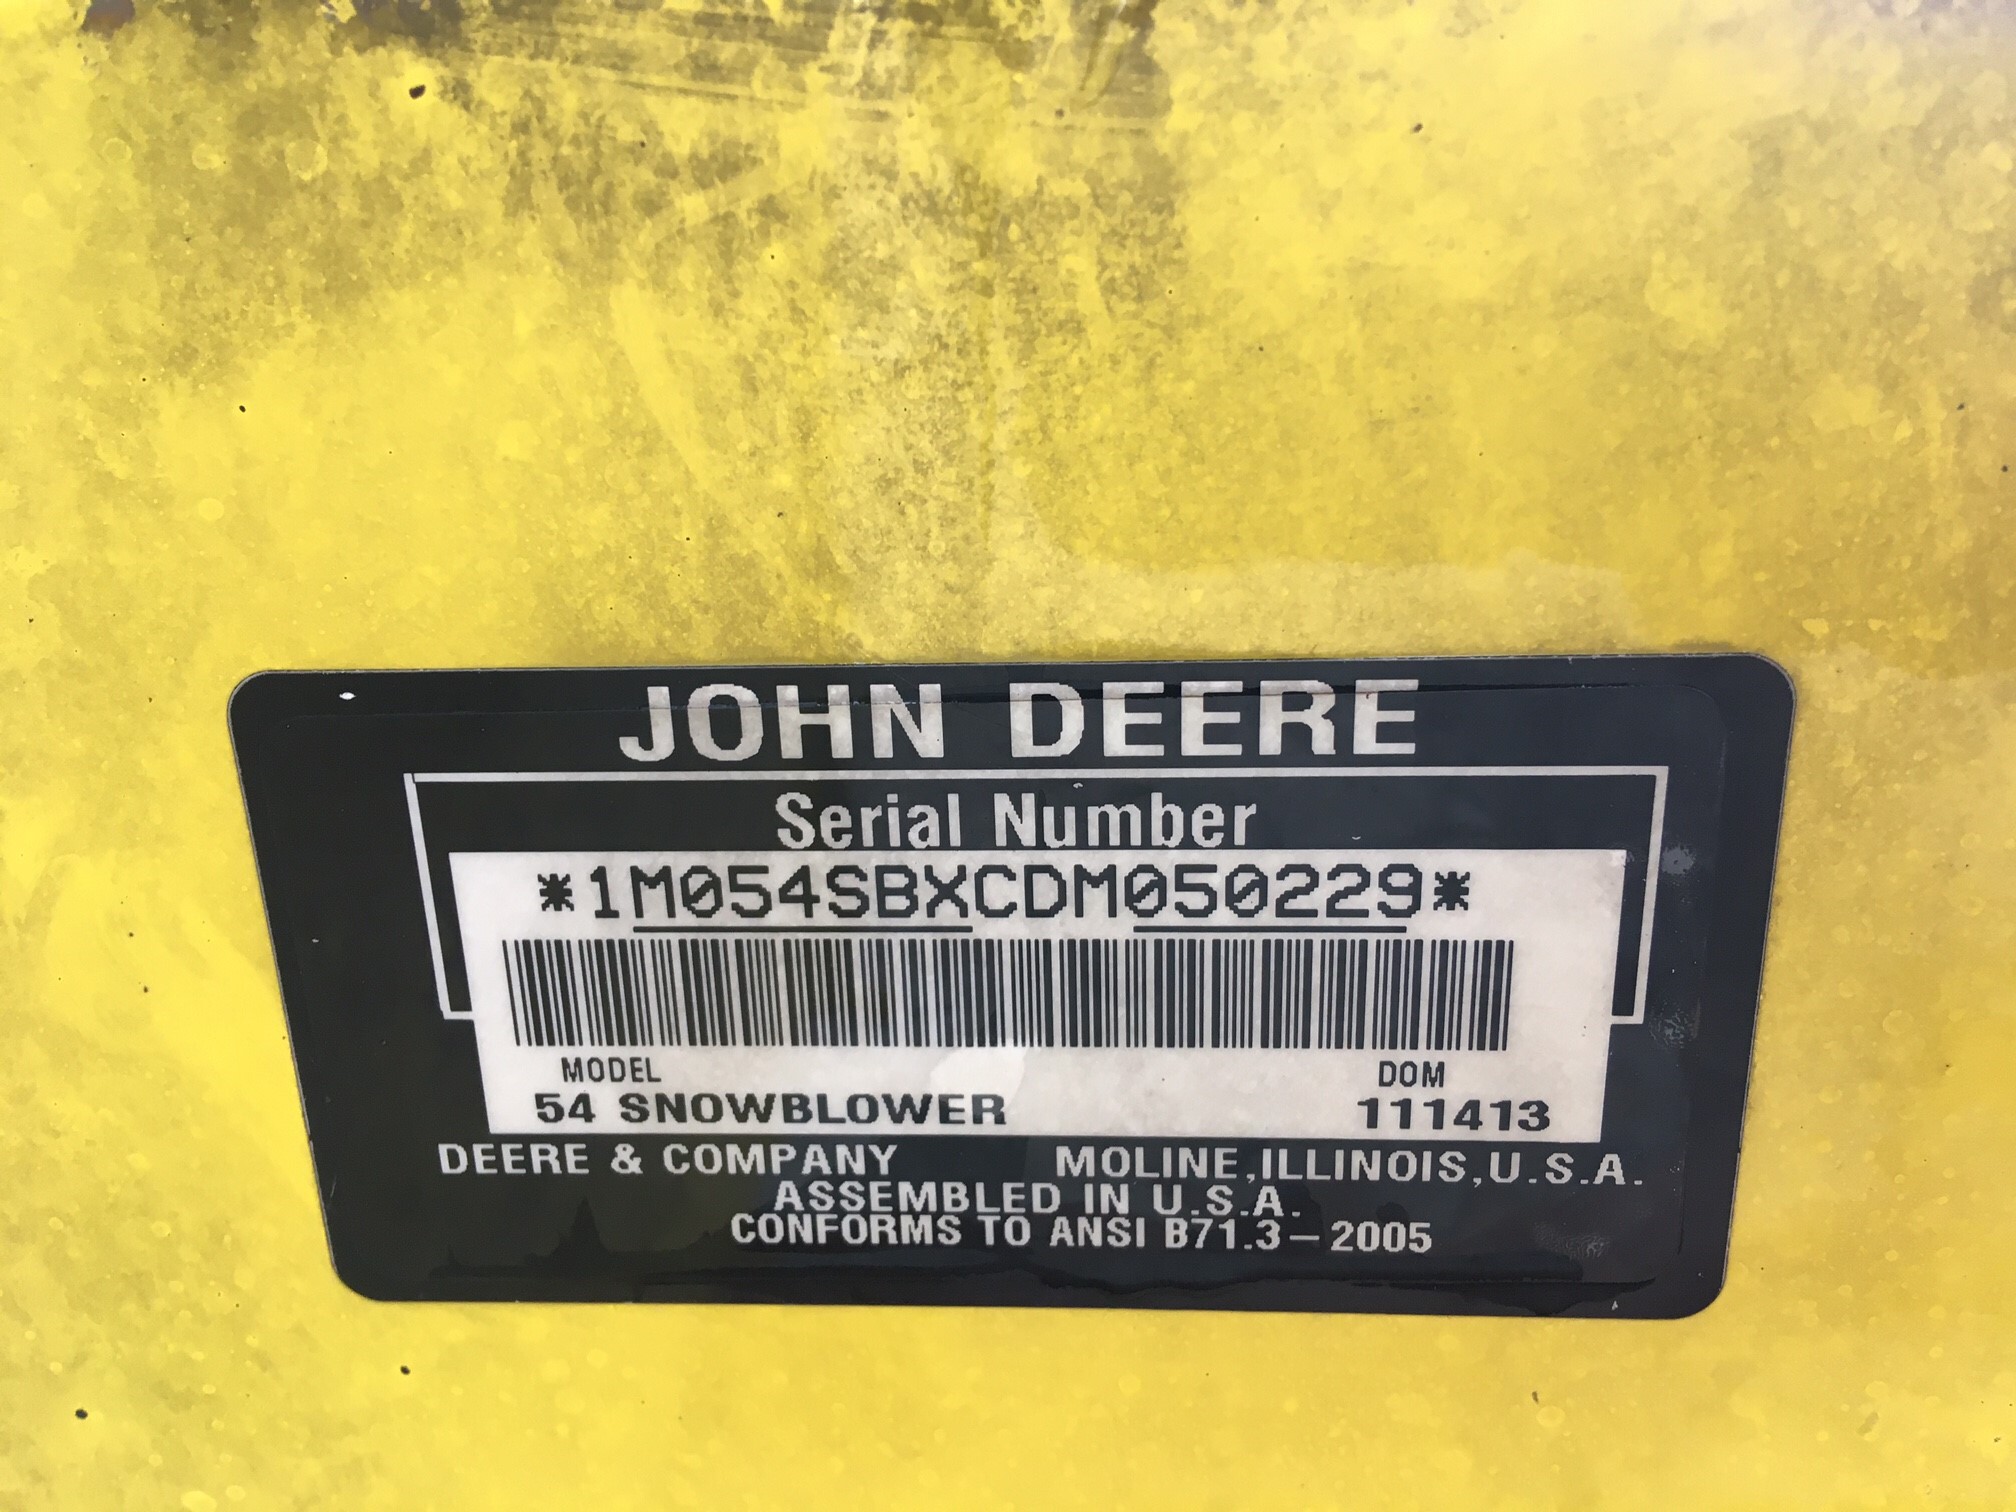 JOHN DEERE
Serial Number
*1M054SBXCDM050229*
MODEL DOM
54 SNOWBLOWER 111413
DEERE & COMPANY MOLINE,ILLINOIS,U.S.A.
ASSEMBLED IN U.S.A.
CONFORMS TO ANSI B71.3-2005